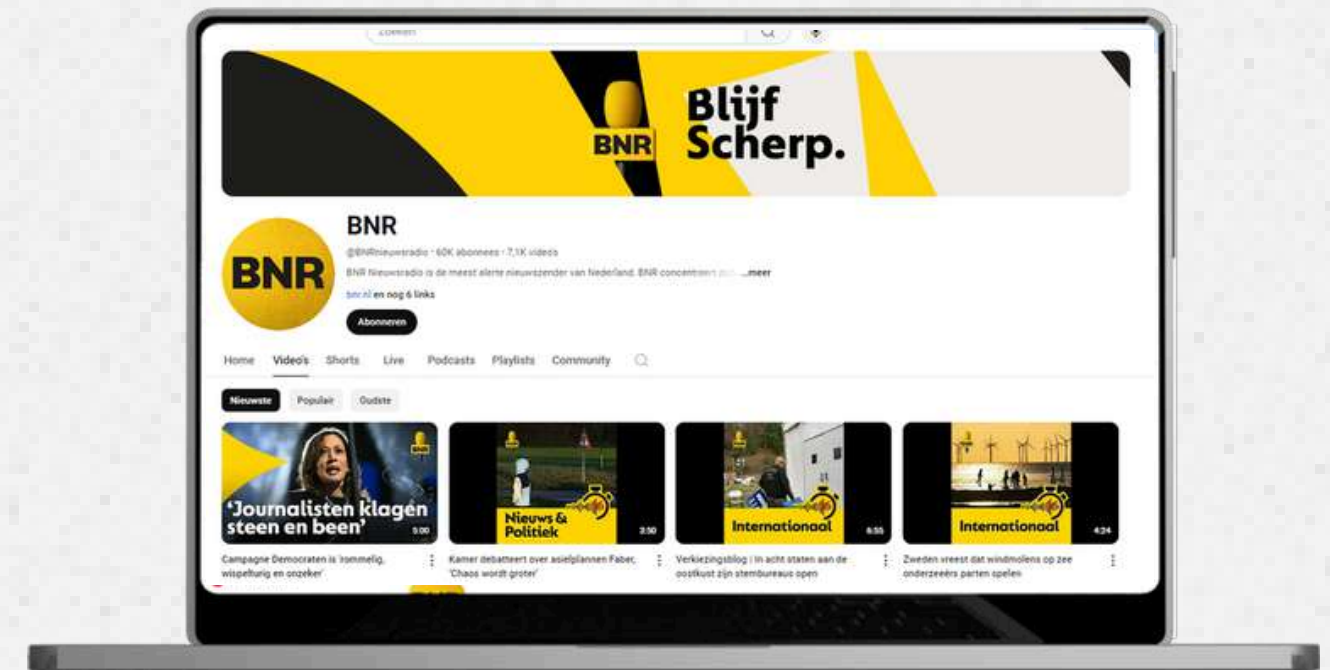 Zoeken
BNR
Blijf
Scherp.
BNR
BNR
@BNRnieuwsradio · 60K abonnees · 7,1K video's
BNR Nieuwsradio is de meest alerte nieuwszender van Nederland. BNR concentreert ...meer
bnr.nl en nog 6 links
Abonneren
Home Video's Shorts Live Podcasts Playlists Community
Nieuwste Populair Oudste
BNR
'Journalisten klagen
steen en been'
5:00
Nieuws &
Politiek
3:50
Internationaal
6:55
Internationaal
4:24
Campagne Democraten is 'rommelig,
wispelturig en onzeker'
Kamer debatteert over asielplannen Faber,
'Chaos wordt groter'
Verkiezingsblog | In acht staten aan de
oostkust zijn stembureaus open
Zweden vreest dat windmolens op zee
onderzeeërs parten spelen